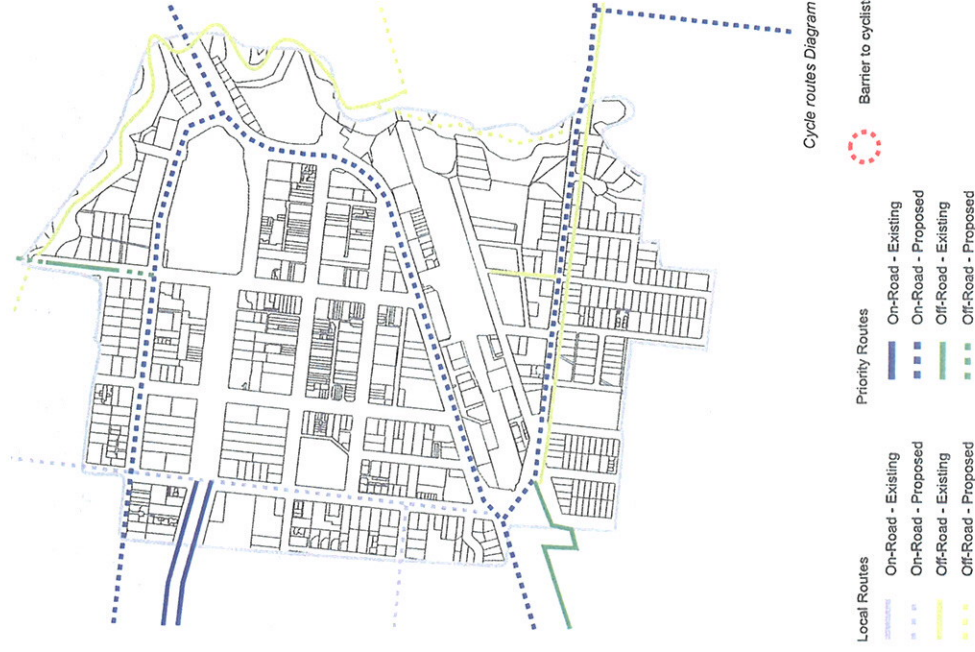 Cycle routes Diagram
Local Routes
On-Road - Existing
On-Road - Proposed
Off-Road - Existing
Off-Road - Proposed
Priority Routes
On-Road - Existing
On-Road - Proposed
Off-Road - Existing
Off-Road - Proposed
Barrier to cyclist